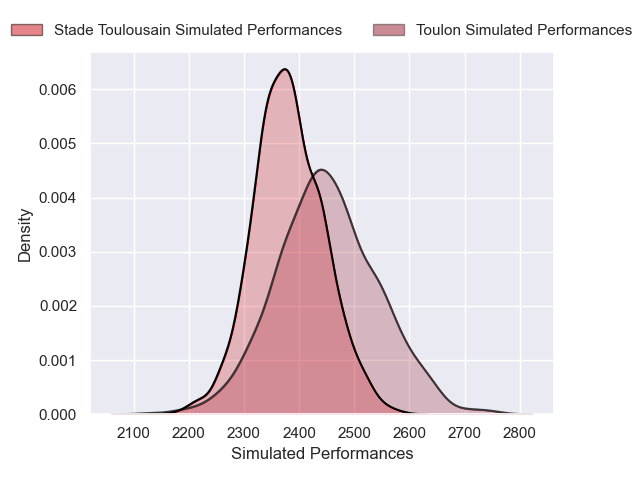 Stade Toulousain Simulated Performances
Toulon Simulated Performances
Density
0.006
0.005
0.004
0.003
0.002
0.001
0.000
2100 2200 2300 2400 2500 2600 2700 2800
Simulated Performances